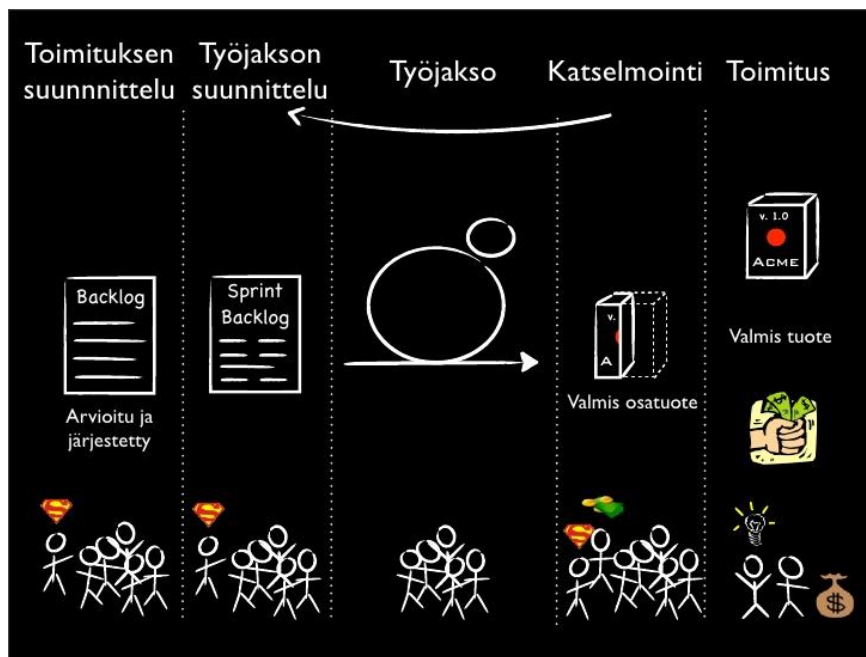 Toimituksen
suunnnittelu
Työjakson
suunnittelu
Työjakso
Katselmointi
Toimitus
Backlog
Arvioitu ja
järjestetty
Sprint
Backlog
v.
A
Valmis osatuote
v. 1.0
ACME
Valmis tuote
S
S
S
$